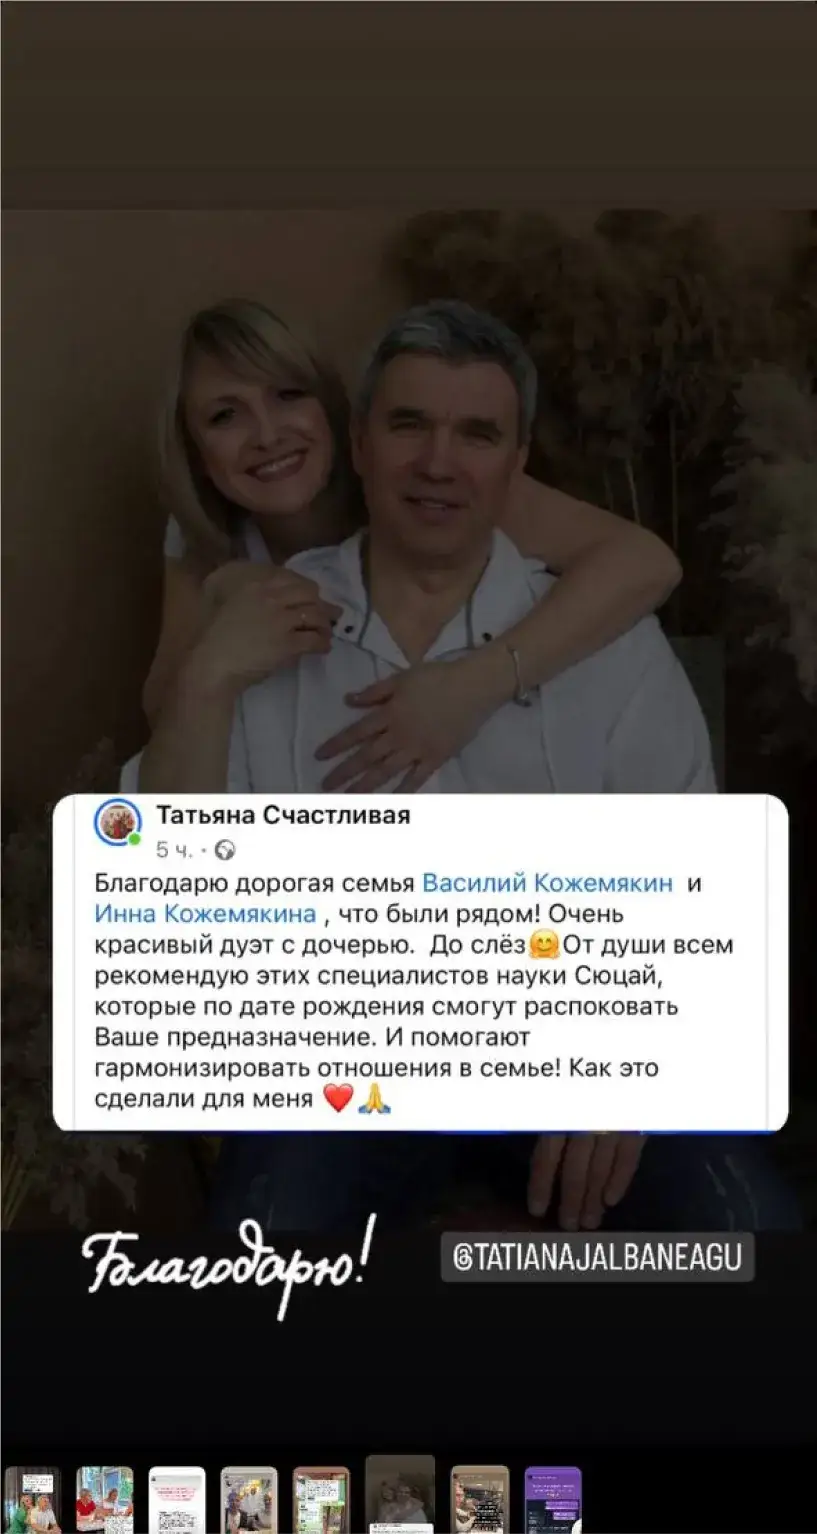 Татьяна Счастливая
5 ч. ·
Благодарю дорогая семья Василий Кожемякин и
Инна Кожемякина , что были рядом! Очень
красивый дуэт с дочерью. До слёз🤗От души всем
рекомендую этих специалистов науки Сюцай,
которые по дате рождения смогут распоковать
Ваше предназначение. И помогают
гармонизировать отношения в семье! Как это
сделали для меня ❤️🙏
Благодарю!
@TATIANAJALBANEAGU